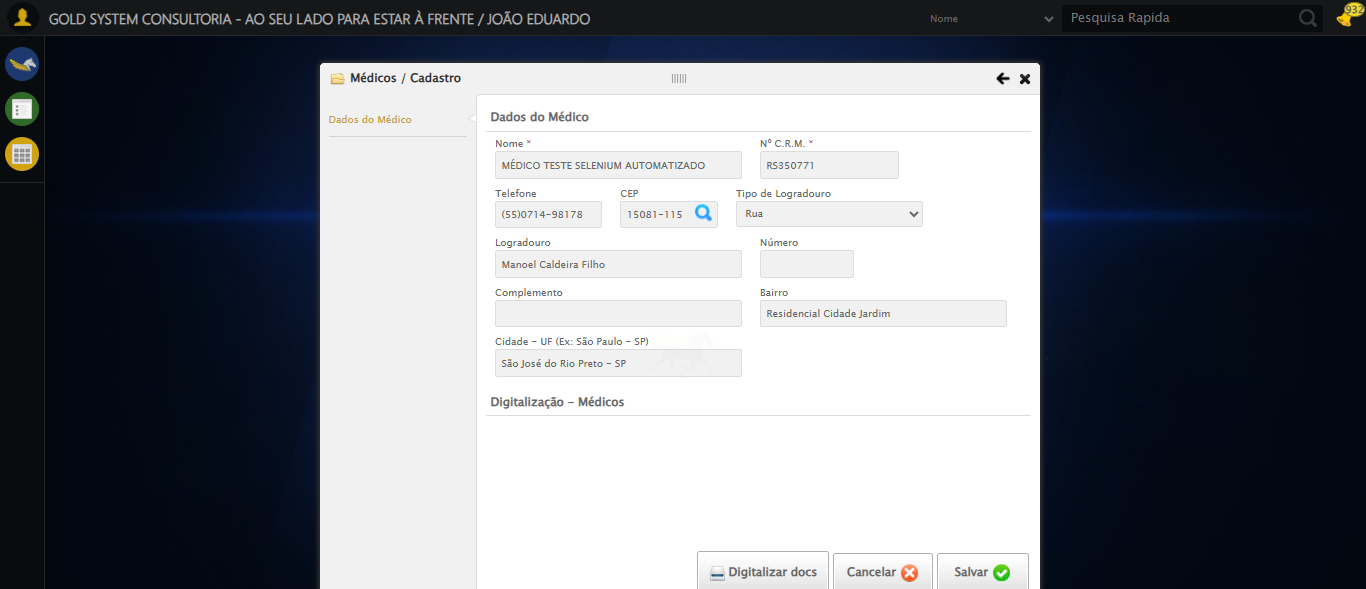 GOLD SYSTEM CONSULTORIA - AO SEU LADO PARA ESTAR À FRENTE / JOÃO EDUARDO
Nome
Pesquisa Rapida
932
Médicos / Cadastro
Dados do Médico
Dados do Médico
Nome * Nº C.R.M. *
MÉDICO TESTE SELENIUM AUTOMATIZADO RS350771
Telefone CEP Tipo de Logradouro
(55)0714-98178 15081-115 Rua
Logradouro Número
Manoel Caldeira Filho
Complemento Bairro
Residencial Cidade Jardim
Cidade - UF (Ex: São Paulo - SP)
São José do Rio Preto - SP
Digitalização - Médicos
Digitalizar docs Cancelar Salvar